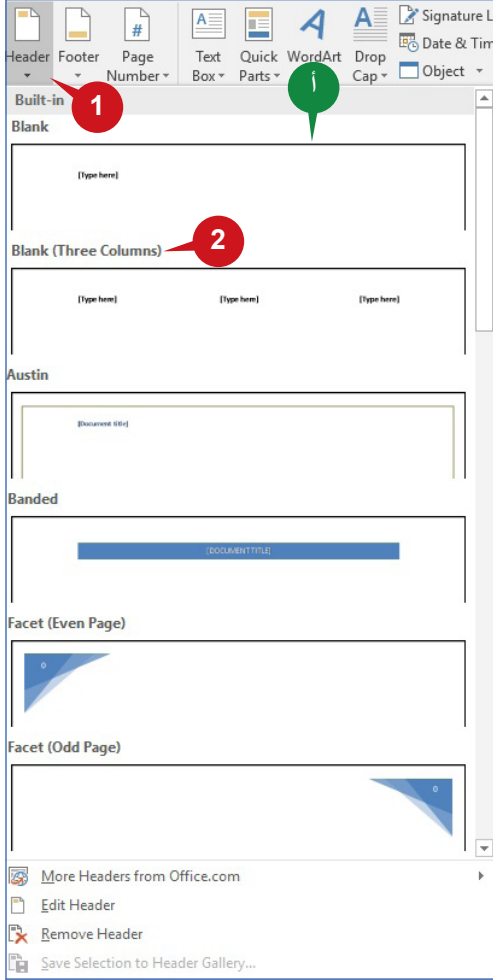 Header Footer Page Number Text Box Quick Parts WordArt Drop Cap Signature L
Date & Tim
Object
Built-in
1
أ
Blank
[Type here]
Blank (Three Columns)
2
[Type here] [Type here] [Type here]
Austin
[Document title]
Banded
[DOCUMENT TITLE]
Facet (Even Page)
0
Facet (Odd Page)
0
More Headers from Office.com
Edit Header
Remove Header
Save Selection to Header Gallery...